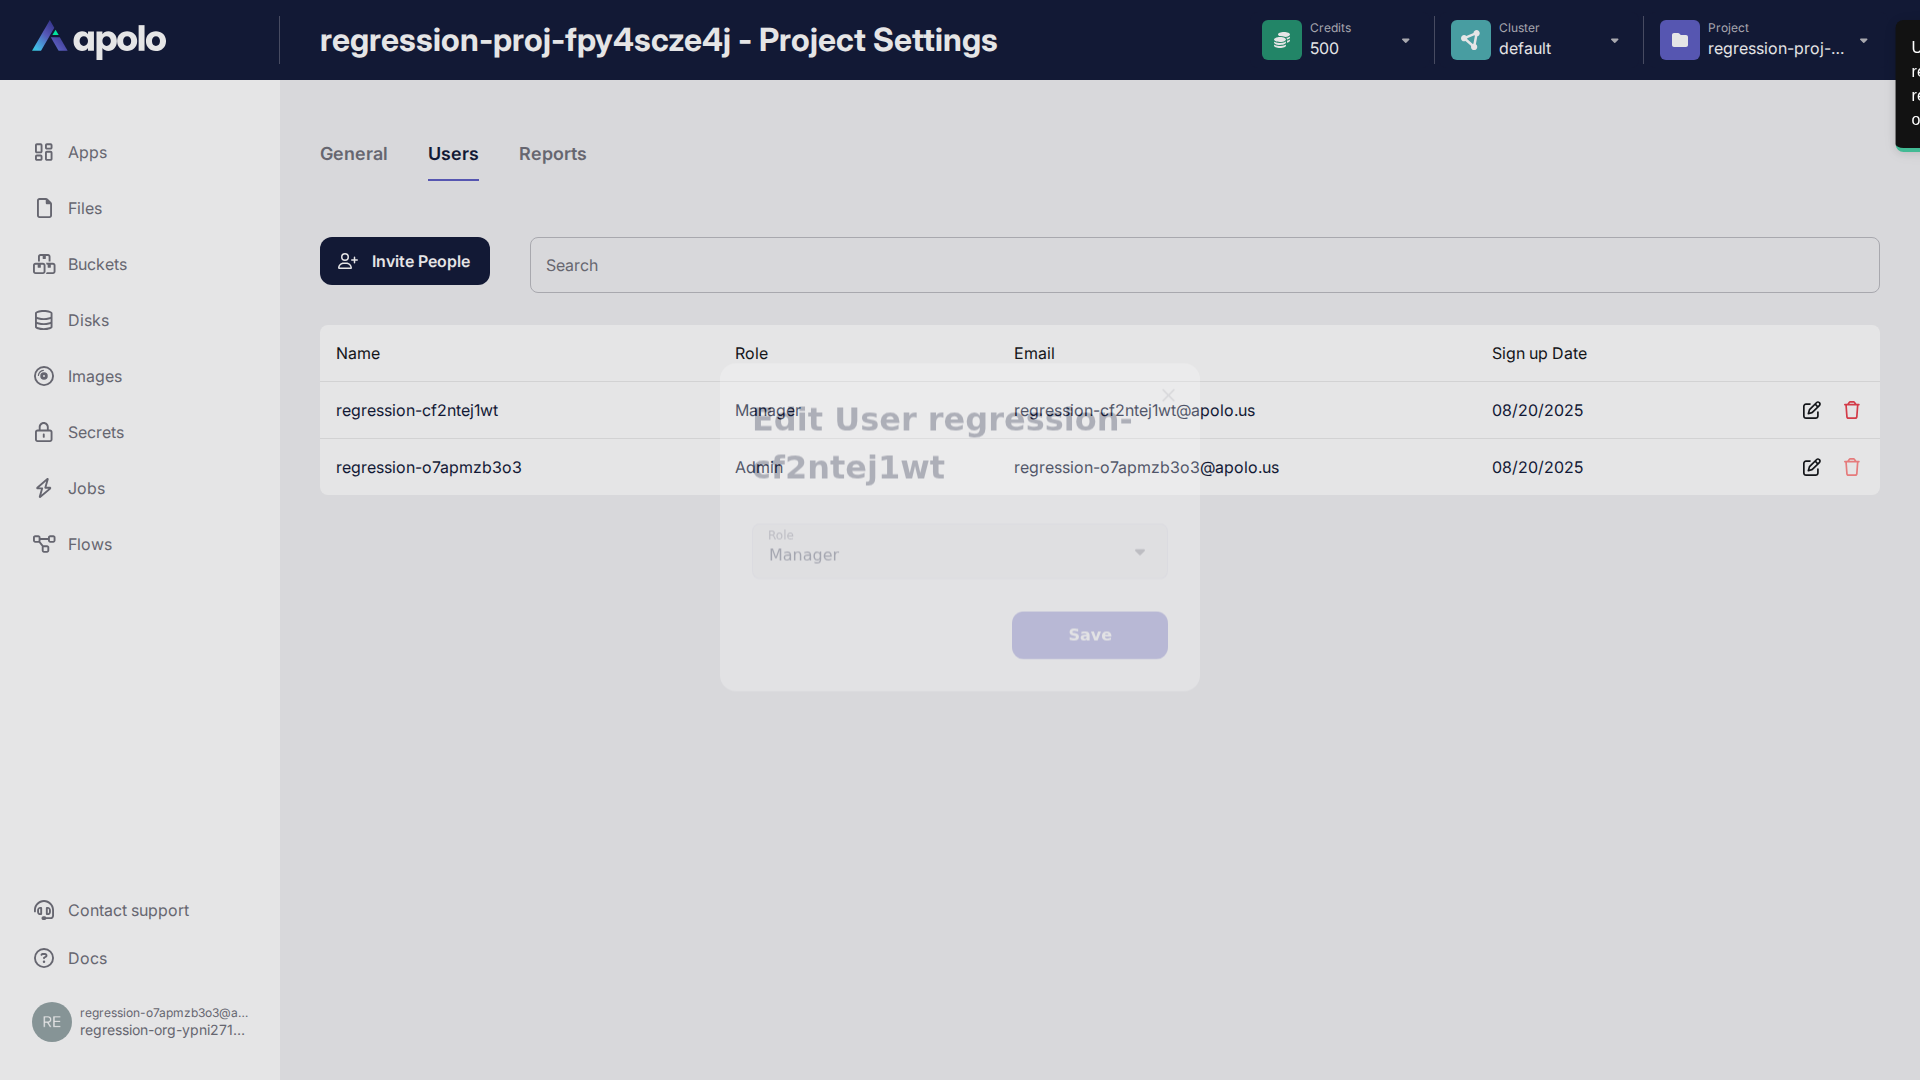 apolo
regression-proj-fpy4scze4j - Project Settings
Credits
500
Cluster
default
Project
regression-proj-...
Apps
Files
Buckets
Disks
Images
Secrets
Jobs
Flows
General
Users
Reports
Invite People
Search
Name
Role
Email
Sign up Date
regression-cf2ntej1wt
Manager
regression-cf2ntej1wt@apolo.us
08/20/2025
regression-o7apmzb3o3
Admin
regression-o7apmzb3o3@apolo.us
08/20/2025
Edit User regression-
cf2ntej1wt
Role
Manager
Save
Contact support
Docs
RE
regression-o7apmzb3o3@a...
regression-org-ypni271...